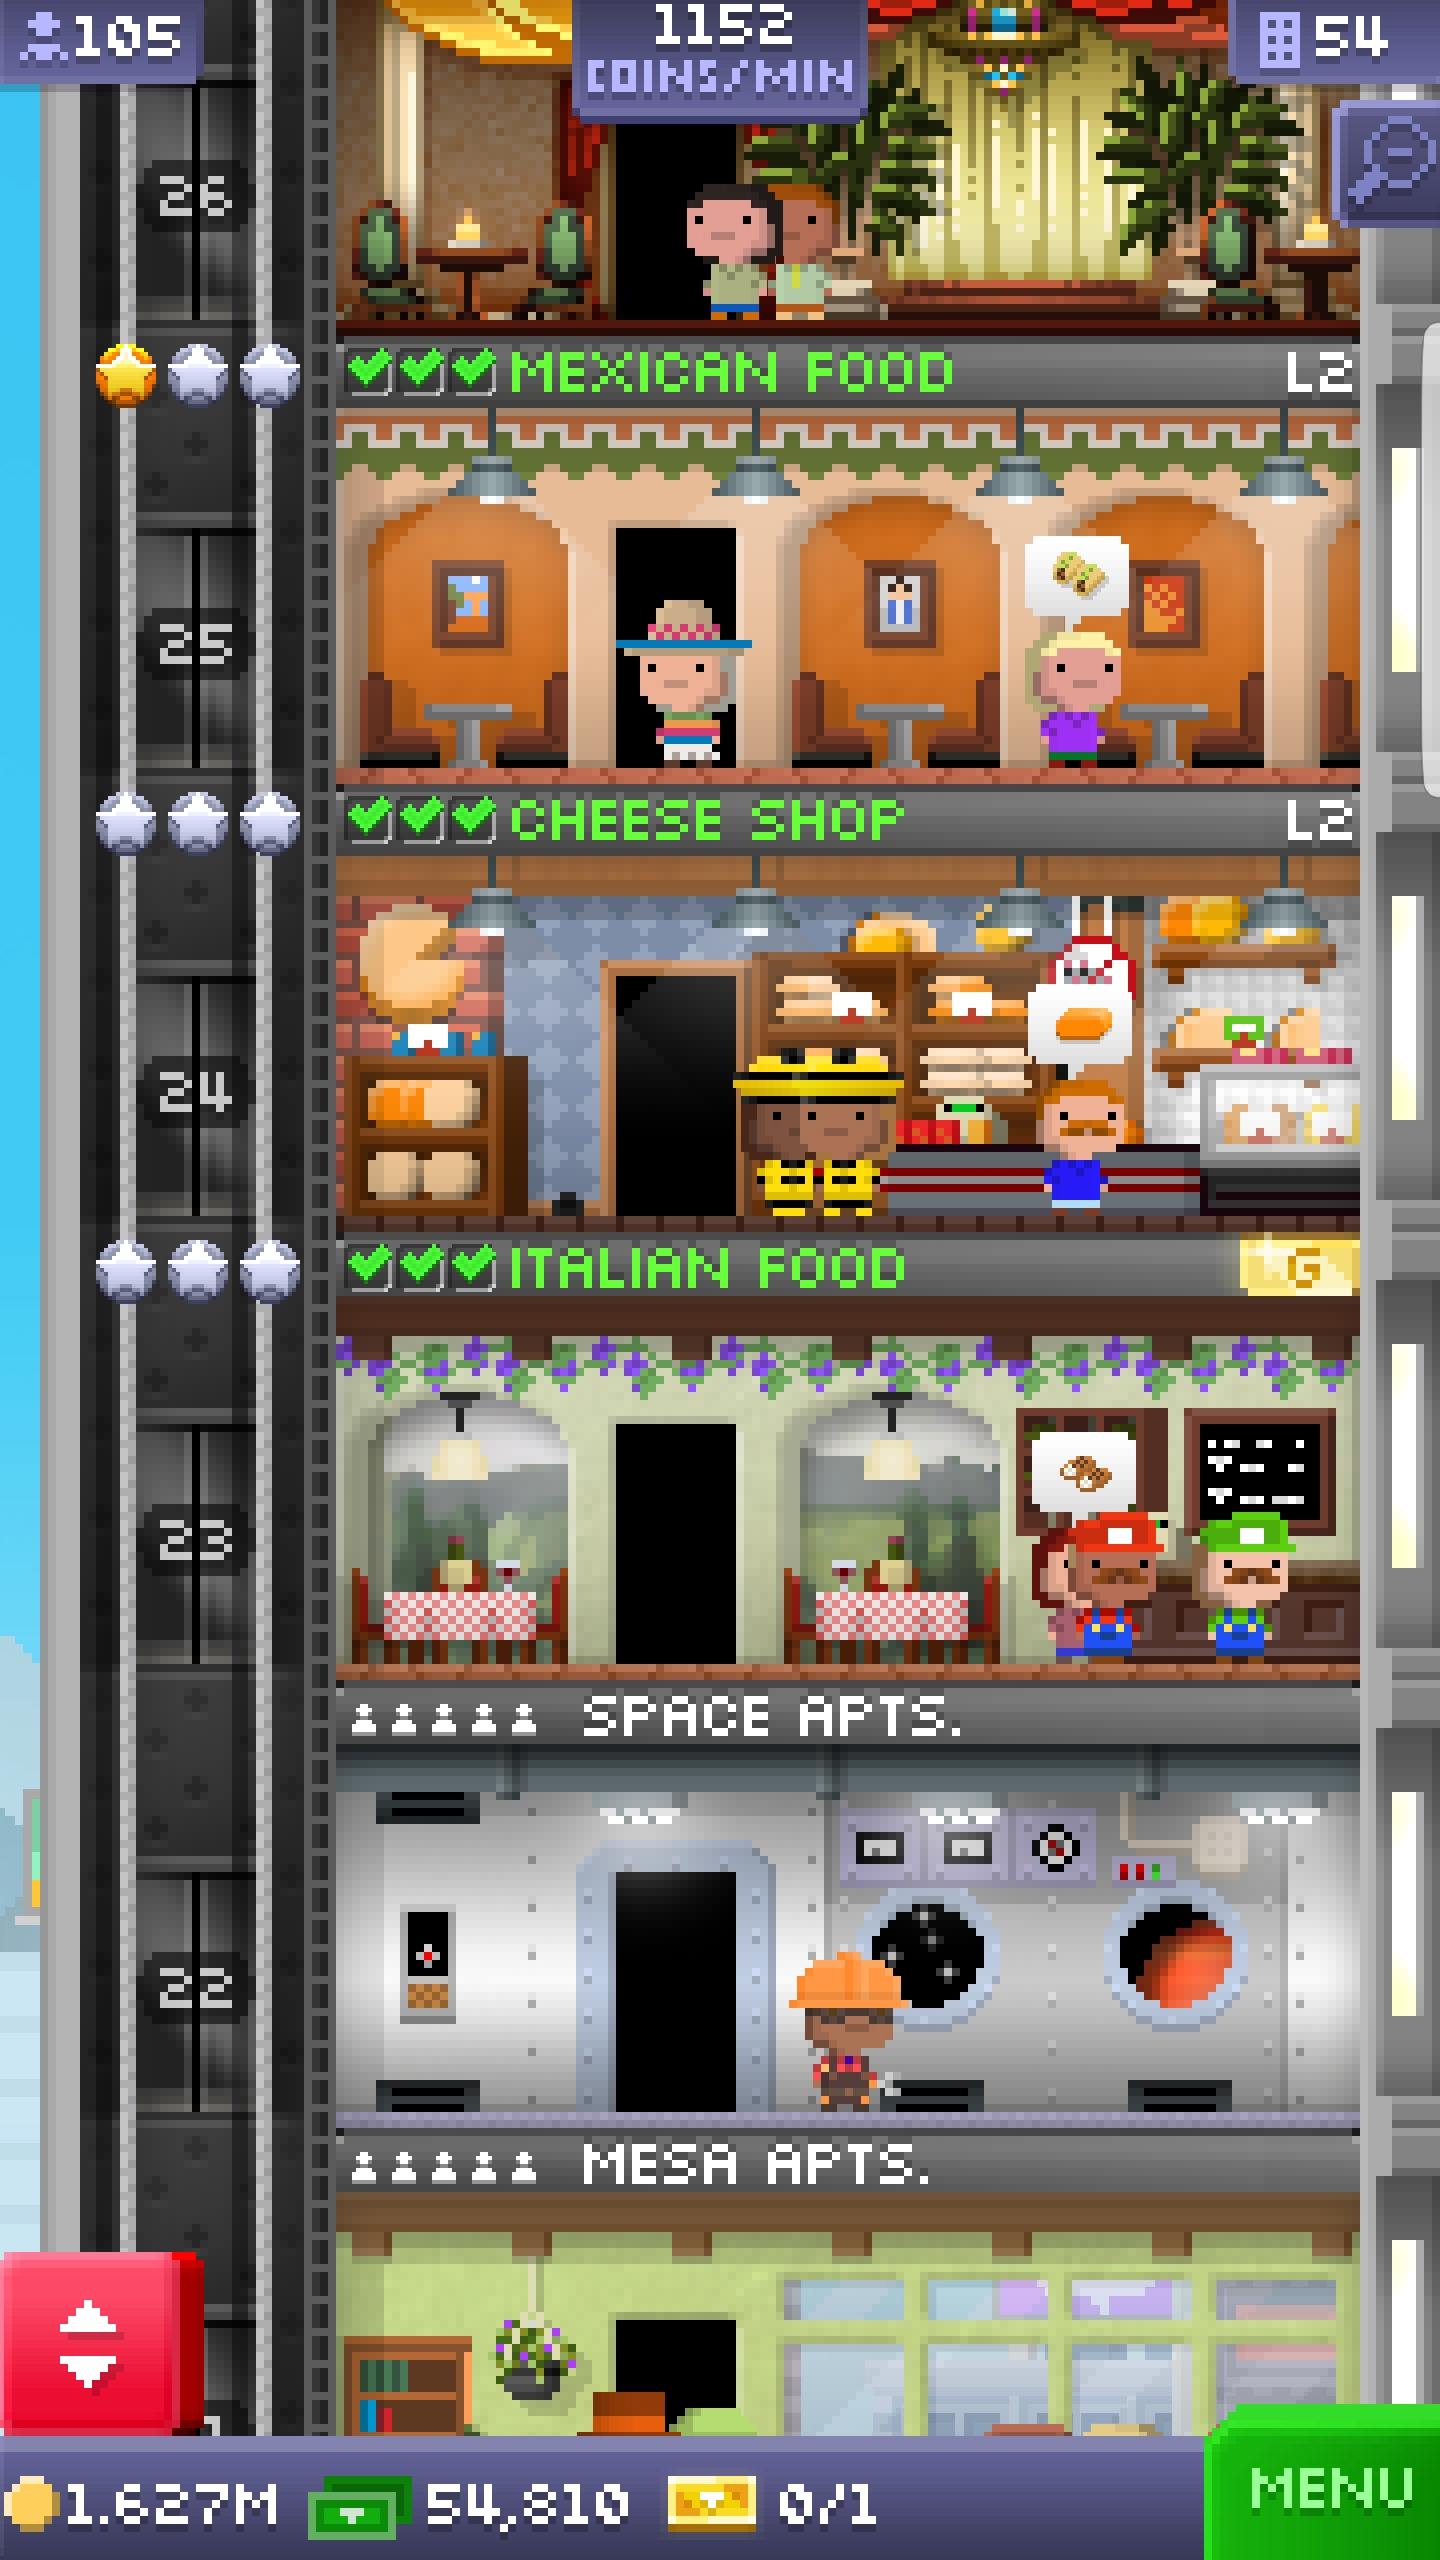 105
1152
COINS/MIN
54
26
MEXICAN FOOD L2
25
CHEESE SHOP L2
24
ITALIAN FOOD G
23
SPACE APTS.
22
MESA APTS.
1.627M 54,810 0/1
MENU